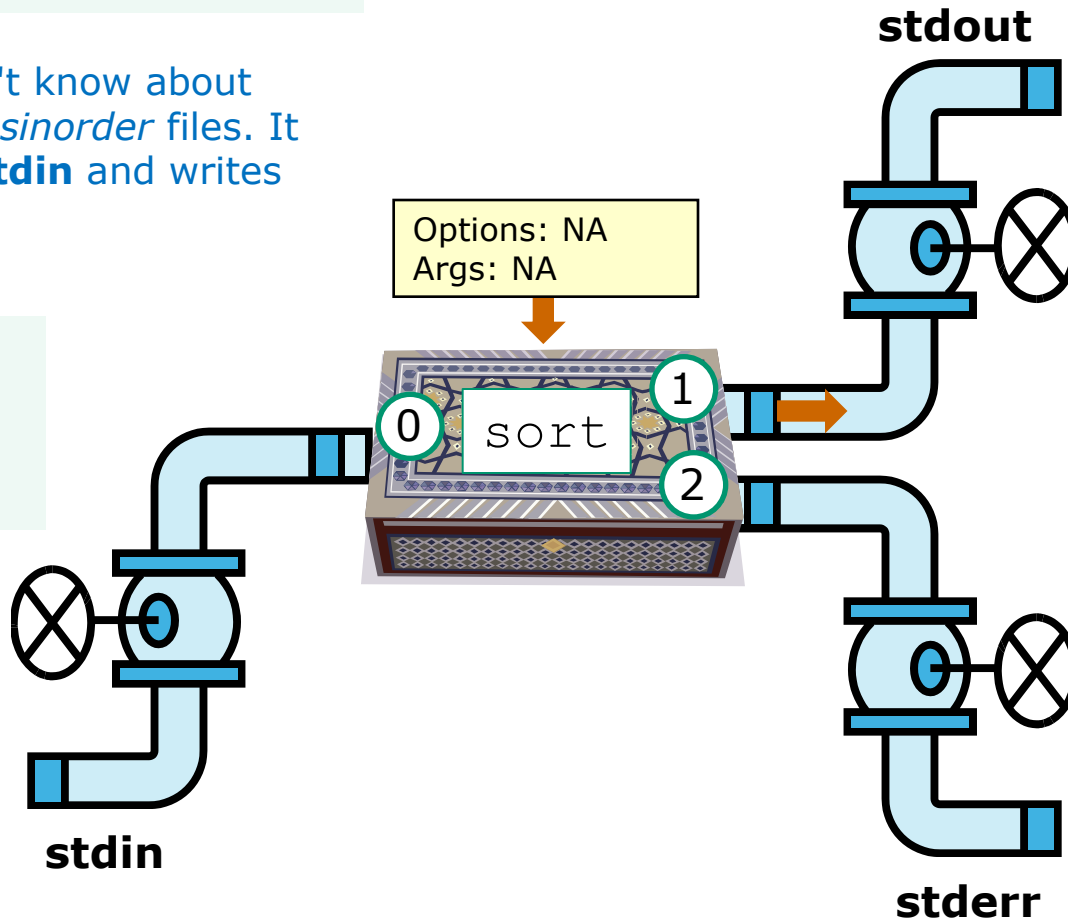 stdout
't know about
sinorder files. It
tdin and writes
Options: NA
Args: NA
0
1
sort
2
stdin
stderr